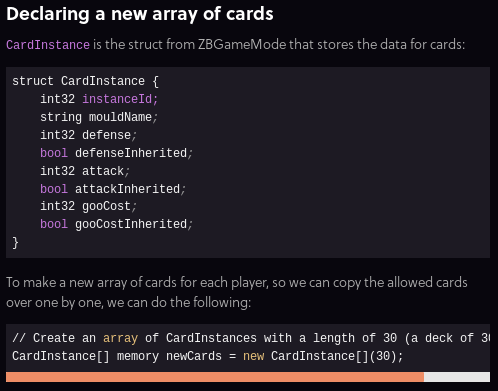 Declaring a new array of cards
CardInstance is the struct from ZBGameMode that stores the data for cards:
struct CardInstance {
    int32 instanceId;
    string mouldName;
    int32 defense;
    bool defenseInherited;
    int32 attack;
    bool attackInherited;
    int32 gooCost;
    bool gooCostInherited;
}
To make a new array of cards for each player, so we can copy the allowed cards
over one by one, we can do the following:
// Create an array of CardInstances with a length of 30 (a deck of 30
CardInstance[] memory newCards = new CardInstance[](30);